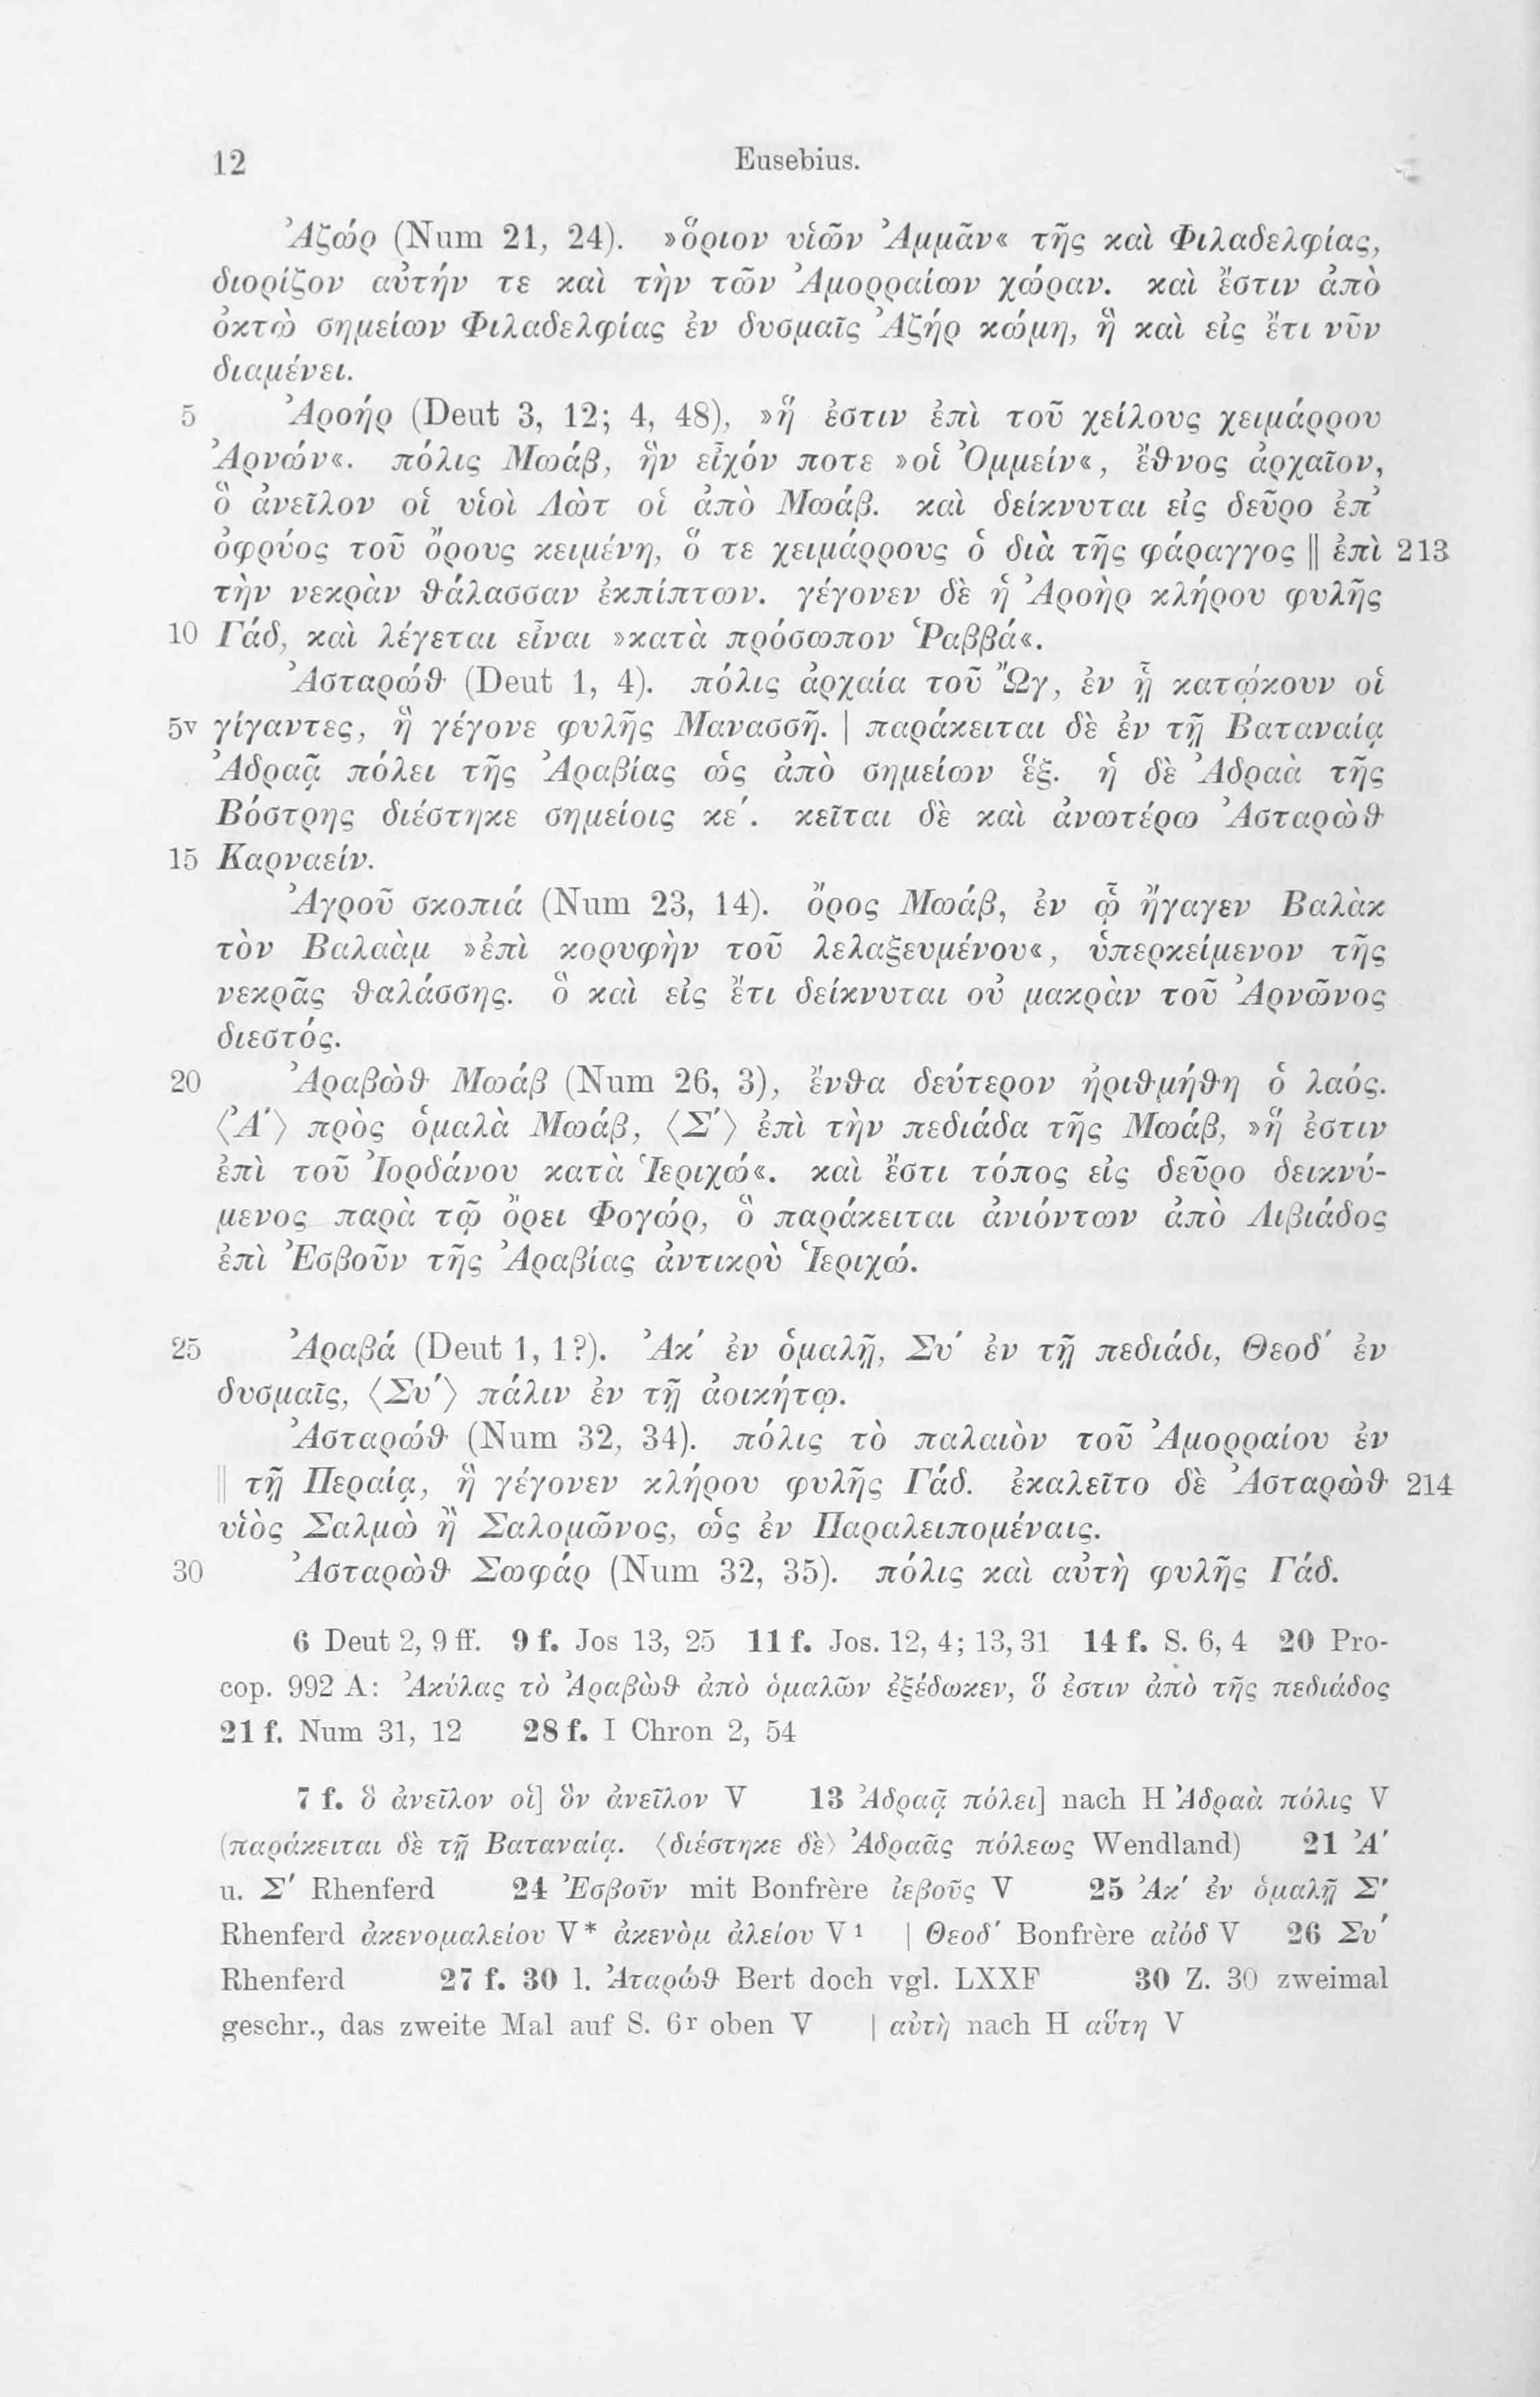 12 Eusebius.
Ἀζώρ (Num 21, 24). »ὅριον υἱῶν Ἀμμᾶν« τῆς καὶ Φιλαδελφίας,
διορίζον αὐτήν τε καὶ τὴν τῶν Ἀμορραίων χώραν. καὶ ἔστιν ἀπὸ
ὀκτὼ σημείων Φιλαδελφίας ἐν δυσμαῖς Ἀζὴρ κώμη, ἣ καὶ εἰς ἔτι νῦν
διαμένει.
5 Ἀροήρ (Deut 3, 12; 4, 48), »ἥ ἐστιν ἐπὶ τοῦ χείλους χειμάρρου
Ἀρνών«. πόλις Μωάβ, ἣν εἶχόν ποτε »οἱ Ὀμμείν«, ἔθνος ἀρχαῖον,
ὃ ἀνεῖλον οἱ υἱοὶ Λὼτ οἱ ἀπὸ Μωάβ. καὶ δείκνυται εἰς δεῦρο ἐπ’
ὀφρύος τοῦ ὄρους κειμένη, ὅ τε χειμάρρους ὁ διὰ τῆς φάραγγος || ἐπὶ 213
τὴν νεκρὰν θάλασσαν ἐκπίπτων. γέγονεν δὲ ἡ Ἀροὴρ κλήρου φυλῆς
10 Γάδ, καὶ λέγεται εἶναι »κατὰ πρόσωπον Ῥαββά«.
Ἀσταρώθ (Deut 1, 4). πόλις ἀρχαία τοῦ Ὢγ, ἐν ᾗ κατῴκουν οἱ
5v γίγαντες, ἣ γέγονε φυλῆς Μανασσῆ. | παράκειται δὲ ἐν τῇ Βαταναίᾳ
Ἀδραᾷ πόλει τῆς Ἀραβίας ὡς ἀπὸ σημείων ἕξ. ἡ δὲ Ἀδραὰ τῆς
Βόστρης διέστηκε σημείοις κε΄. κεῖται δὲ καὶ ἀνωτέρω Ἀσταρὼθ
15 Καρναείν.
Ἀγροῦ σκοπιά (Num 23, 14). ὄρος Μωάβ, ἐν ᾧ ἤγαγεν Βαλὰκ
τὸν Βαλαὰμ »ἐπὶ κορυφὴν τοῦ λελαξευμένου«, ὑπερκείμενον τῆς
νεκρᾶς θαλάσσης. ὃ καὶ εἰς ἔτι δείκνυται οὐ μακρὰν τοῦ Ἀρνῶνος
διεστός.
20 Ἀραβὼθ Μωάβ (Num 26, 3), ἔνθα δεύτερον ἠριθμήθη ὁ λαός.
⟨Ἀ΄⟩ πρὸς ὁμαλὰ Μωάβ, ⟨Σ΄⟩ ἐπὶ τὴν πεδιάδα τῆς Μωάβ, »ἥ ἐστιν
ἐπὶ τοῦ Ἰορδάνου κατὰ Ἱεριχώ«. καὶ ἔστι τόπος εἰς δεῦρο δεικνύ-
μενος παρὰ τῷ ὄρει Φογώρ, ὃ παράκειται ἀνιόντων ἀπὸ Λιβιάδος
ἐπὶ Ἐσβοῦν τῆς Ἀραβίας ἀντικρὺ Ἱεριχώ.
25 Ἀραβά (Deut 1, 1?). Ἀκ΄ ἐν ὁμαλῇ, Συ΄ ἐν τῇ πεδιάδι, Θεοδ΄ ἐν
δυσμαῖς, ⟨Συ΄⟩ πάλιν ἐν τῇ ἀοικήτῳ.
Ἀσταρώθ (Num 32, 34). πόλις τὸ παλαιὸν τοῦ Ἀμορραίου ἐν
|| τῇ Περαίᾳ, ἣ γέγονεν κλήρου φυλῆς Γάδ. ἐκαλεῖτο δὲ Ἀσταρὼθ 214
υἱὸς Σαλμὼ ἢ Σαλομῶνος, ὡς ἐν Παραλειπομέναις.
30 Ἀσταρὼθ Σωφάρ (Num 32, 35). πόλις καὶ αὐτὴ φυλῆς Γάδ.
6 Deut 2, 9 ff. 9 f. Jos 13, 25 11 f. Jos. 12, 4; 13, 31 14 f. S. 6, 4 20 Pro-
cop. 992 A: Ἀκύλας τὸ Ἀραβὼθ ἀπὸ ὁμαλῶν ἐξέδωκεν, ὅ ἐστιν ἀπὸ τῆς πεδιάδος
21 f. Num 31, 12 28 f. I Chron 2, 54
7 f. ὃ ἀνεῖλον οἱ] ὃν ἀνεῖλον V 13 Ἀδραᾷ πόλει] nach H Ἀδραὰ πόλις V
(παράκειται δὲ τῇ Βαταναίᾳ. ⟨διέστηκε δὲ⟩ Ἀδραᾶς πόλεως Wendland) 21 Ἀ΄
u. Σ΄ Rhenferd 24 Ἐσβοῦν mit Bonfrère ἰεβοῦς V 25 Ἀκ΄ ἐν ὁμαλῇ Σ΄
Rhenferd ἀκενομαλείου V* ἀκενὸμ ἀλείου V¹ | Θεοδ΄ Bonfrère αἰόδ V 26 Συ΄
Rhenferd 27 f. 30 l. Ἀταρώθ Bert doch vgl. LXXF 30 Z. 30 zweimal
geschr., das zweite Mal auf S. 6r oben V | αὐτὴ nach H αὕτη V